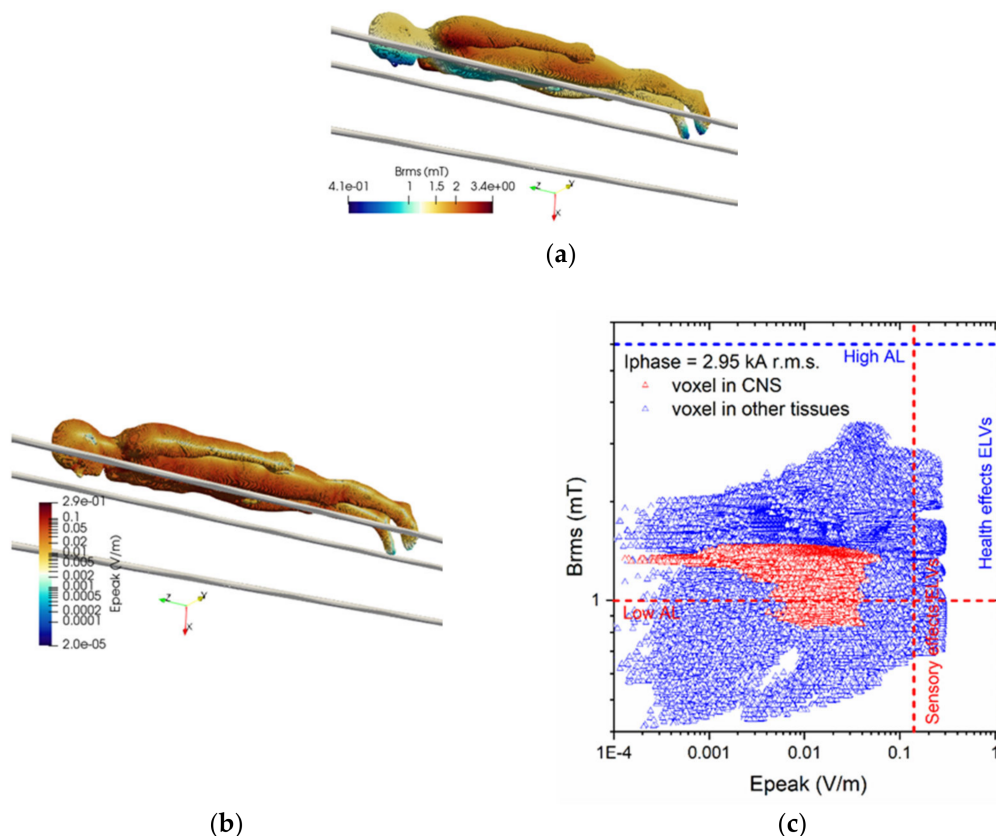 Brms (mT)
4.1e-01 1 1.5 2 3.4e+00
Z Y
X
(a)
2.9e-01
0.1
0.05
0.02
0.01
0.005
0.002
0.001
0.0005
0.0002
0.0001
2.0e-05
Epeak (V/m)
Z Y
X
(b)
High AL
Iphase = 2.95 kA r.m.s.
voxel in CNS
voxel in other tissues
Health effects ELVs
Brms (mT)
1
Low AL
Sensory effects ELVs
1E-4 0.001 0.01 0.1 1
Epeak (V/m)
(c)